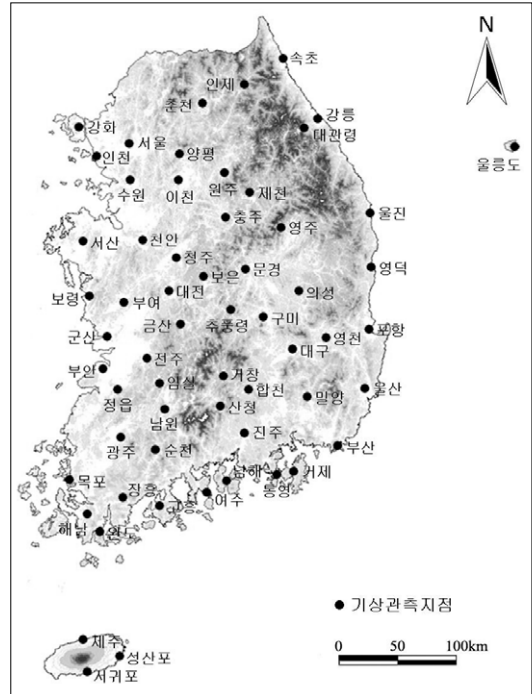 N
속초
인제
춘천
강릉
대관령
강화
서울
양평
인천
울릉도
원주
수원
이천
제천
충주
울진
영주
서산
천안
청주
보은
문경
영덕
대전
의성
보령
부여
금산
추풍령
구미
영천
포항
군산
대구
전주
부안
임실
거창
합천
울산
정읍
밀양
산청
남원
진주
광주
순천
부산
목포
남해
거제
통영
장흥
여수
고흥
해남
완도
기상관측지점
0 50 100km
제주
성산포
서귀포